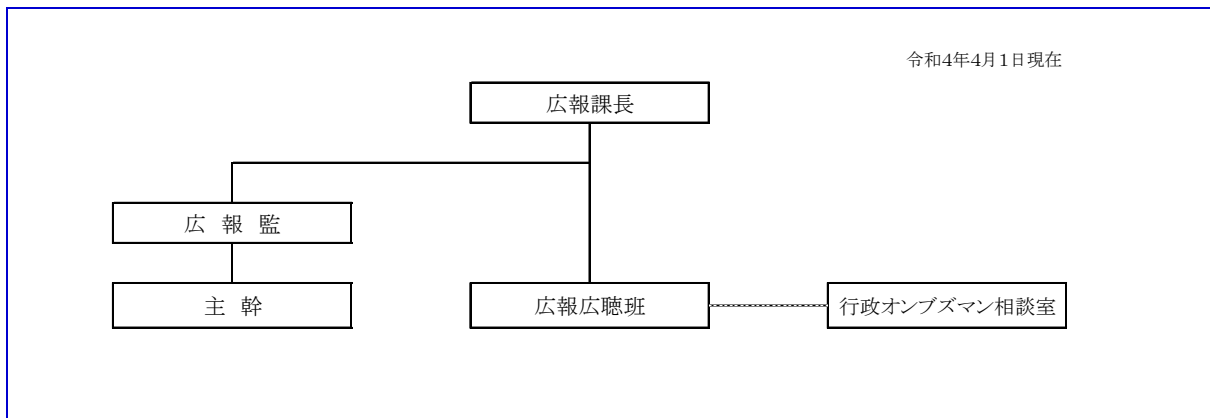 令和4年4月1日現在
広報課長
広 報 監
主 幹
広報広聴班
行政オンブズマン相談室